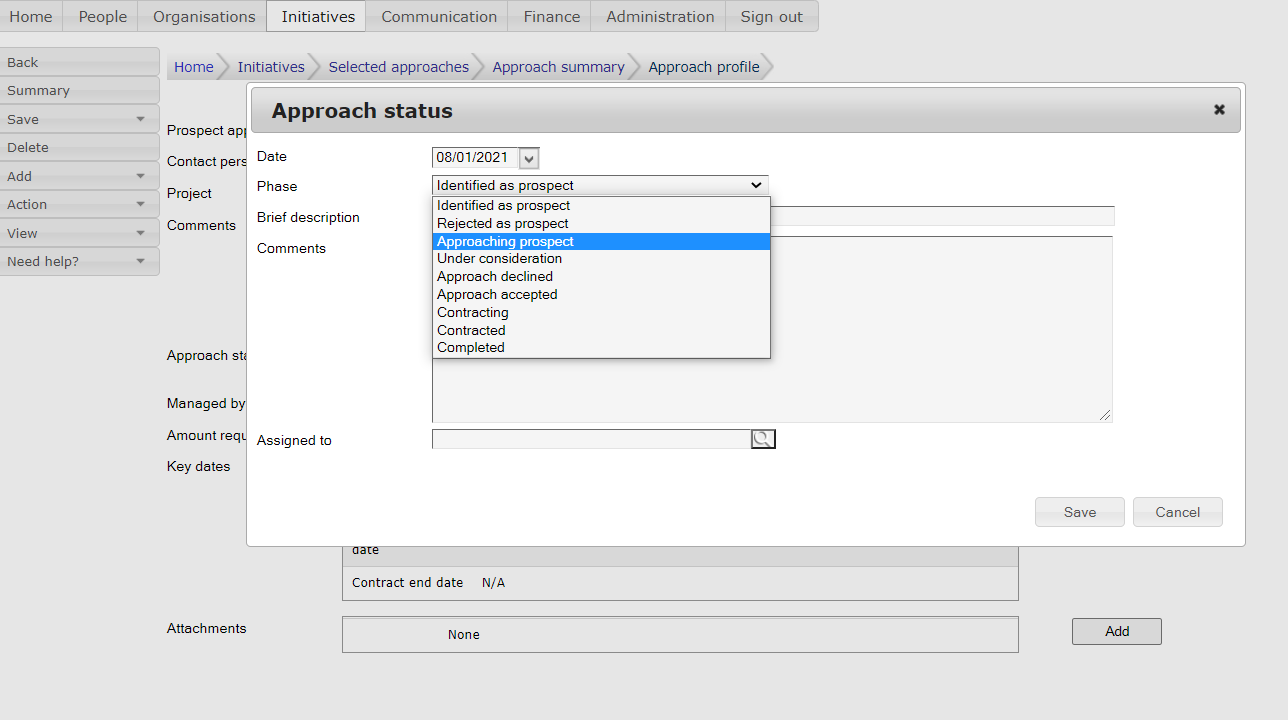 Home People Organisations Initiatives Communication Finance Administration Sign out
Back
Summary
Save
Delete
Add
Action
View
Need help?
Home Initiatives Selected approaches Approach summary Approach profile
Approach status
Prospect
Contact
Project
Comments
Approach
Managed by
Amount
Key dates
Date 08/01/2021
Phase Identified as prospect
Identified as prospect
Rejected as prospect
Approaching prospect
Under consideration
Approach declined
Approach accepted
Contracting
Contracted
Completed
Brief description
Comments
Assigned to
Save Cancel
date
Contract end date N/A
Attachments None Add